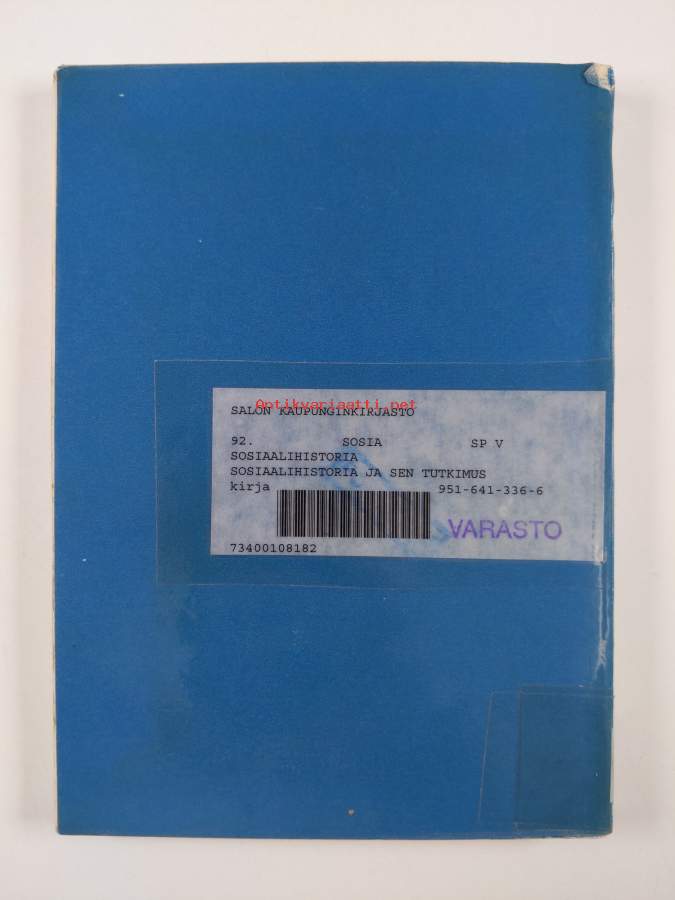 Antikvariaatti.net
SALON KAUPUNGINKIRJASTO
92. SOSIA SP V
SOSIAALIHISTORIA
SOSIAALIHISTORIA JA SEN TUTKIMUS
kirja 951-641-336-6
VARASTO
73400108182